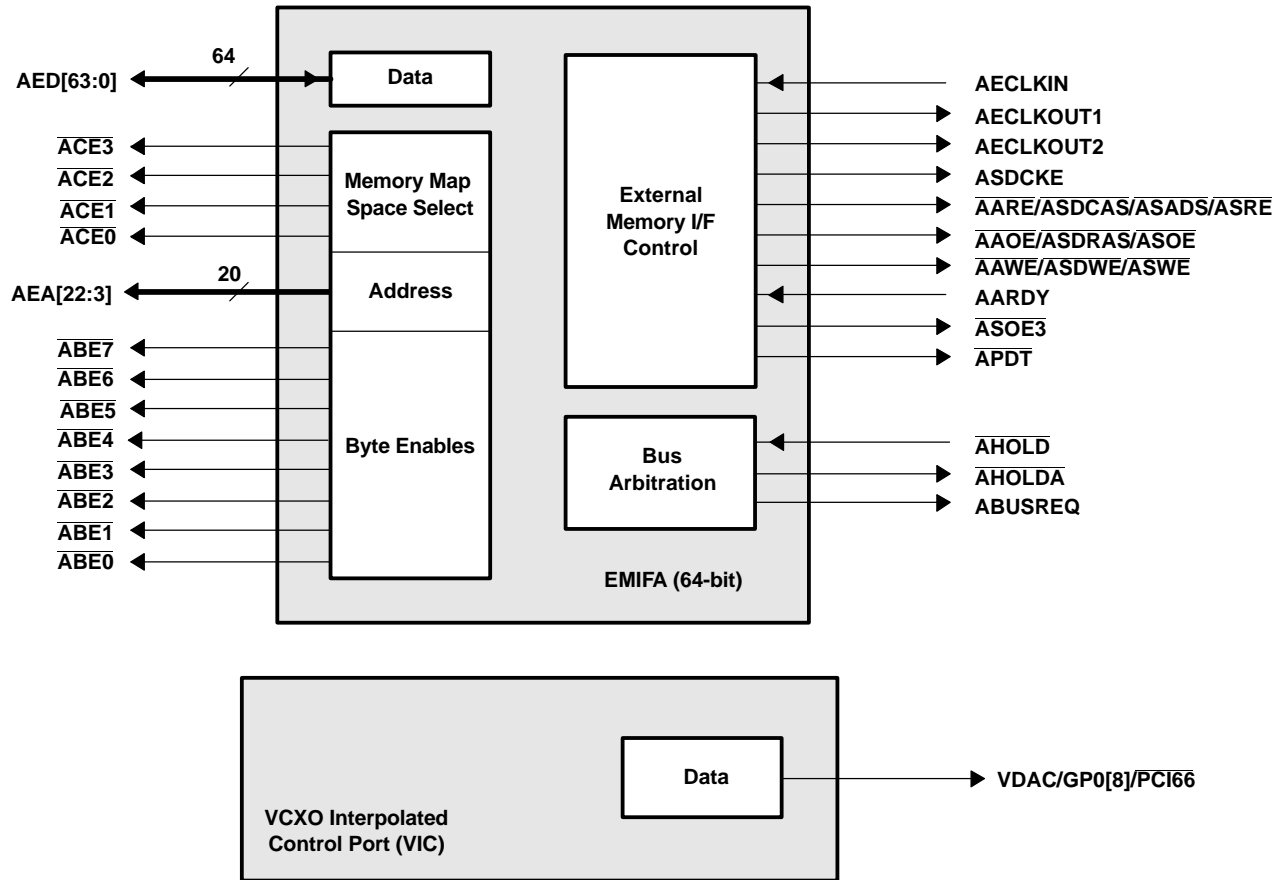 64
AED[63:0]
Data
ACE3
ACE2
ACE1
ACE0
Memory Map
Space Select
20
AEA[22:3]
Address
ABE7
ABE6
ABE5
ABE4
ABE3
ABE2
ABE1
ABE0
Byte Enables
External
Memory I/F
Control
AECLKIN
AECLKOUT1
AECLKOUT2
ASDCKE
AARE/ASDCAS/ASADS/ASRE
AAOE/ASDRAS/ASOE
AAWE/ASDWE/ASWE
AARDY
ASOE3
APDT
Bus
Arbitration
AHOLD
AHOLDA
ABUSREQ
EMIFA (64-bit)
Data
VDAC/GP0[8]/PCI66
VCXO Interpolated
Control Port (VIC)